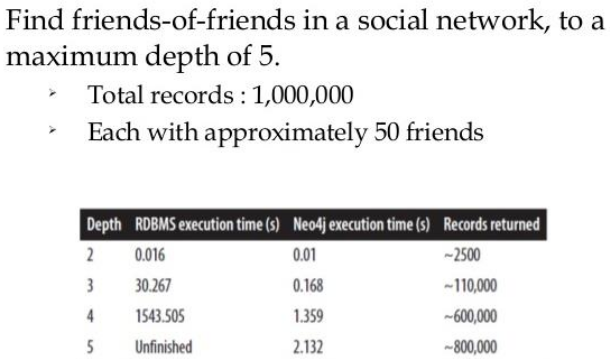 Find friends-of-friends in a social network, to a
maximum depth of 5.
➢ Total records : 1,000,000
➢ Each with approximately 50 friends
Depth RDBMS execution time (s) Neo4j execution time (s) Records returned
2 0.016 0.01 ~2500
3 30.267 0.168 ~110,000
4 1543.505 1.359 ~600,000
5 Unfinished 2.132 ~800,000